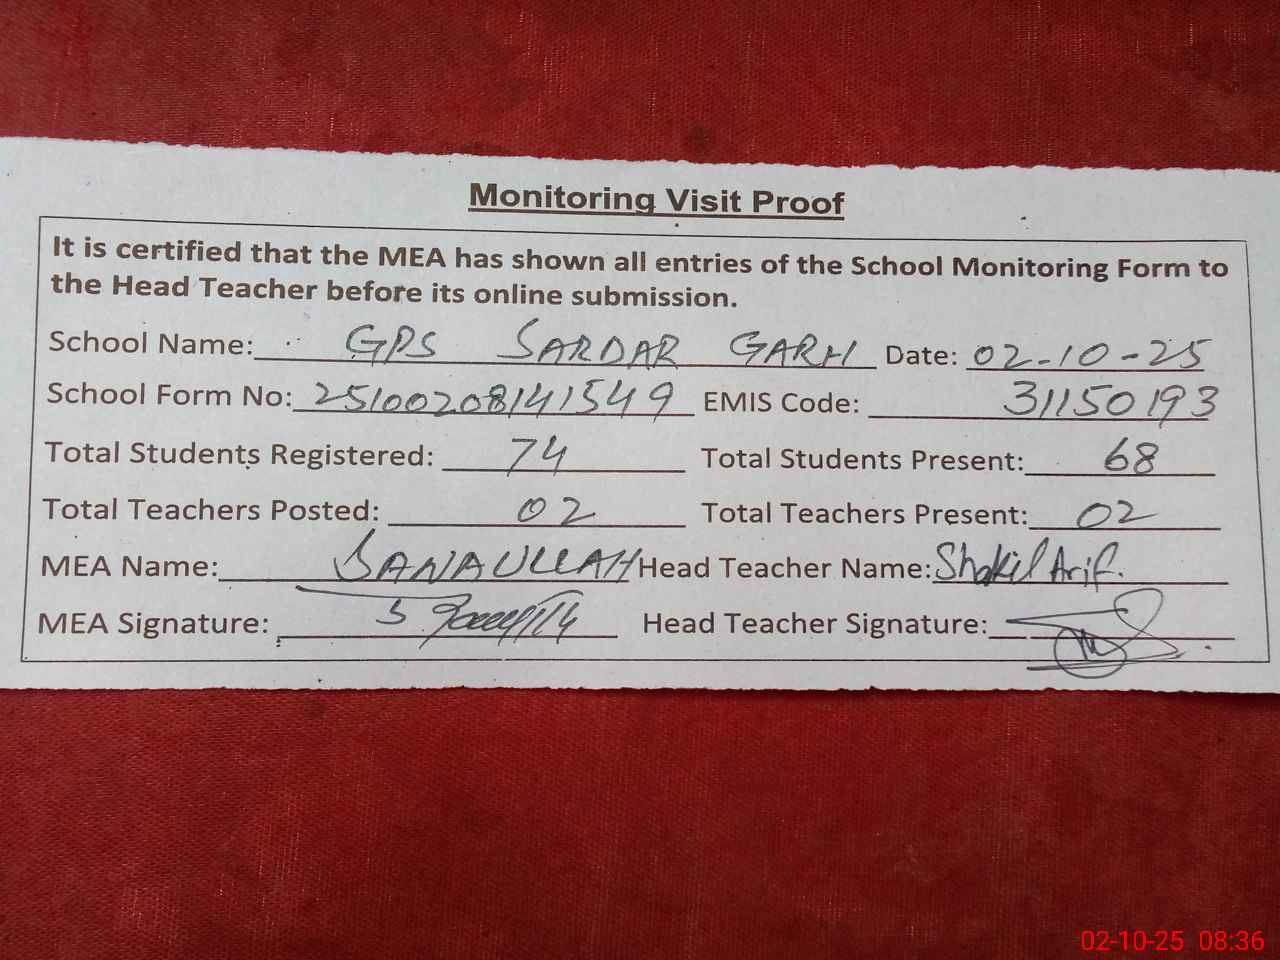 Monitoring Visit Proof
It is certified that the MEA has shown all entries of the School Monitoring Form to
the Head Teacher before its online submission.
School Name: GPS SARDAR GARH Date: 02-10-25
School Form No: 25100208141549 EMIS Code: 31150193
Total Students Registered: 74 Total Students Present: 68
Total Teachers Posted: 02 Total Teachers Present: 02
MEA Name: SANAULLAH Head Teacher Name: Shakil Arif.
MEA Signature: Head Teacher Signature:
02-10-25 08:36